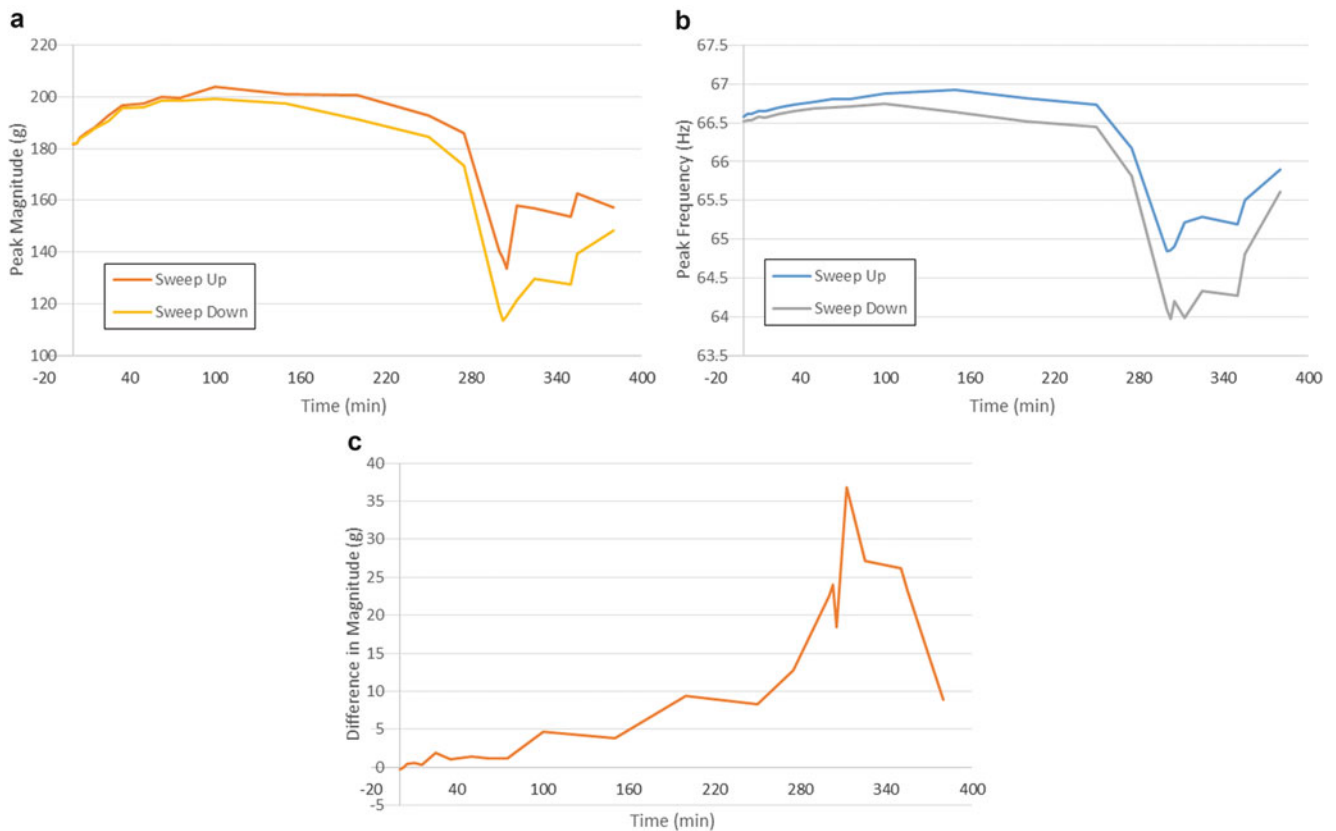 a
220
200
180
160
140
120
100
-20 40 100 160 220 280 340 400
Peak Magnitude (g)
Time (min)
Sweep Up
Sweep Down
b
67.5
67
66.5
66
65.5
65
64.5
64
63.5
-20 40 100 160 220 280 340 400
Peak Frequency (Hz)
Time (min)
Sweep Up
Sweep Down
c
40
35
30
25
20
15
10
5
0
-5
-20 40 100 160 220 280 340 400
Difference in Magnitude (g)
Time (min)